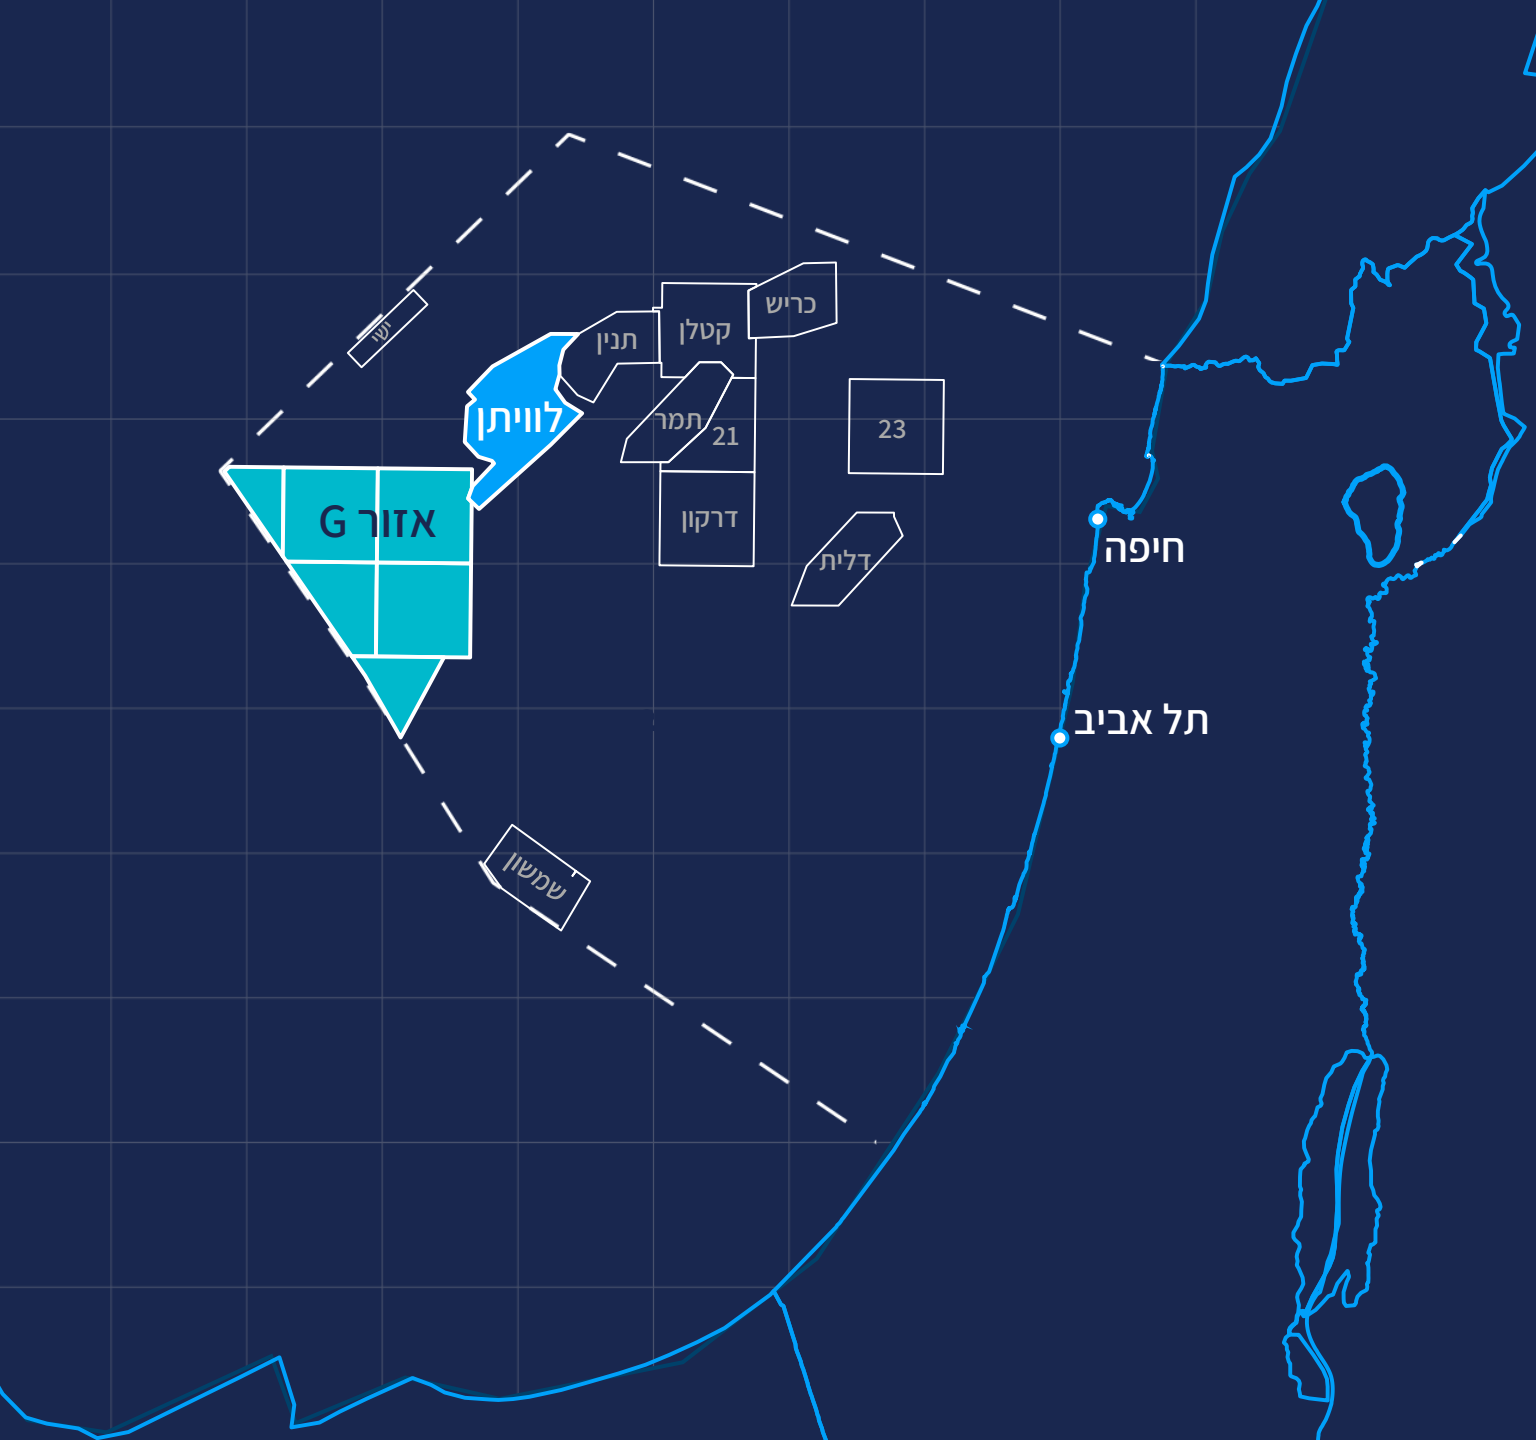 כריש
קטלן
תנין
ישי
לוויתן
תמר
21
23
אזור G
דרקון
דלית
חיפה
תל אביב
שמשון